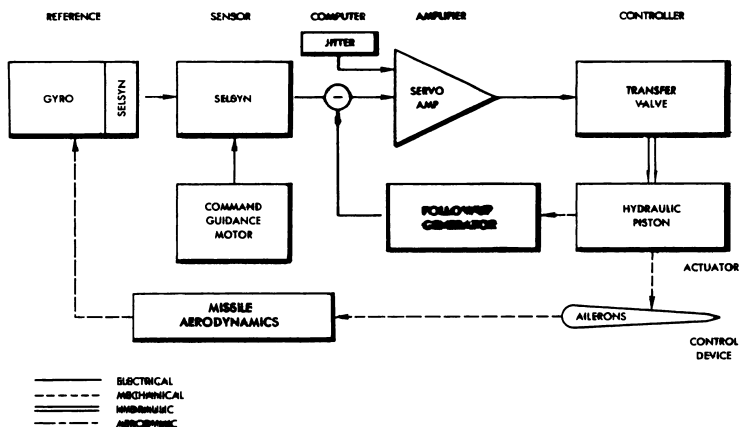 REFERENCE
SENSOR
COMPUTER
AMPLIFIER
CONTROLLER
JITTER
GYRO
SELSYN
SELSYN
SERVO
AMP
TRANSFER
VALVE
COMMAND
GUIDANCE
MOTOR
FOLLOWUP
GENERATOR
HYDRAULIC
PISTON
ACTUATOR
MISSILE
AERODYNAMICS
AILERONS
CONTROL
DEVICE
ELECTRICAL
MECHANICAL
HYDRAULIC